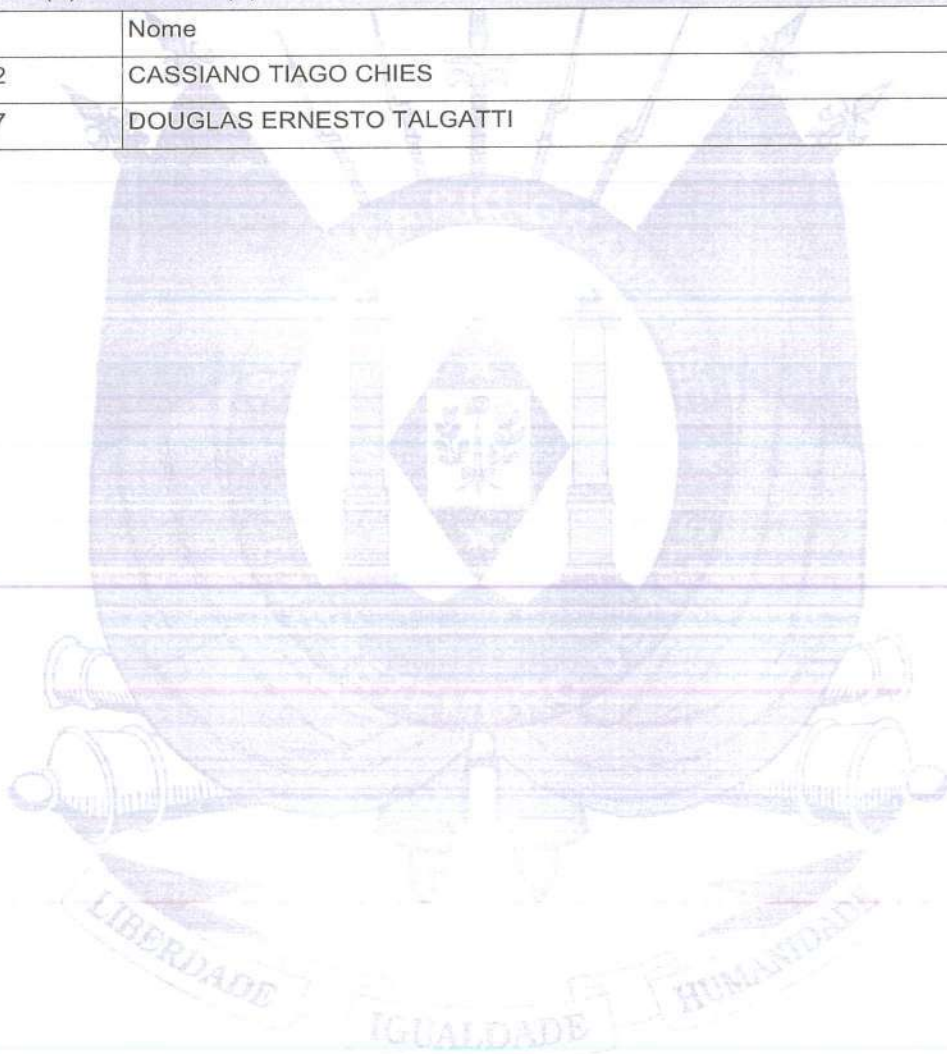 Nome
2 CASSIANO TIAGO CHIES
7 DOUGLAS ERNESTO TALGATTI
LIBERDADE
IGUALDADE
HUMANIDADE